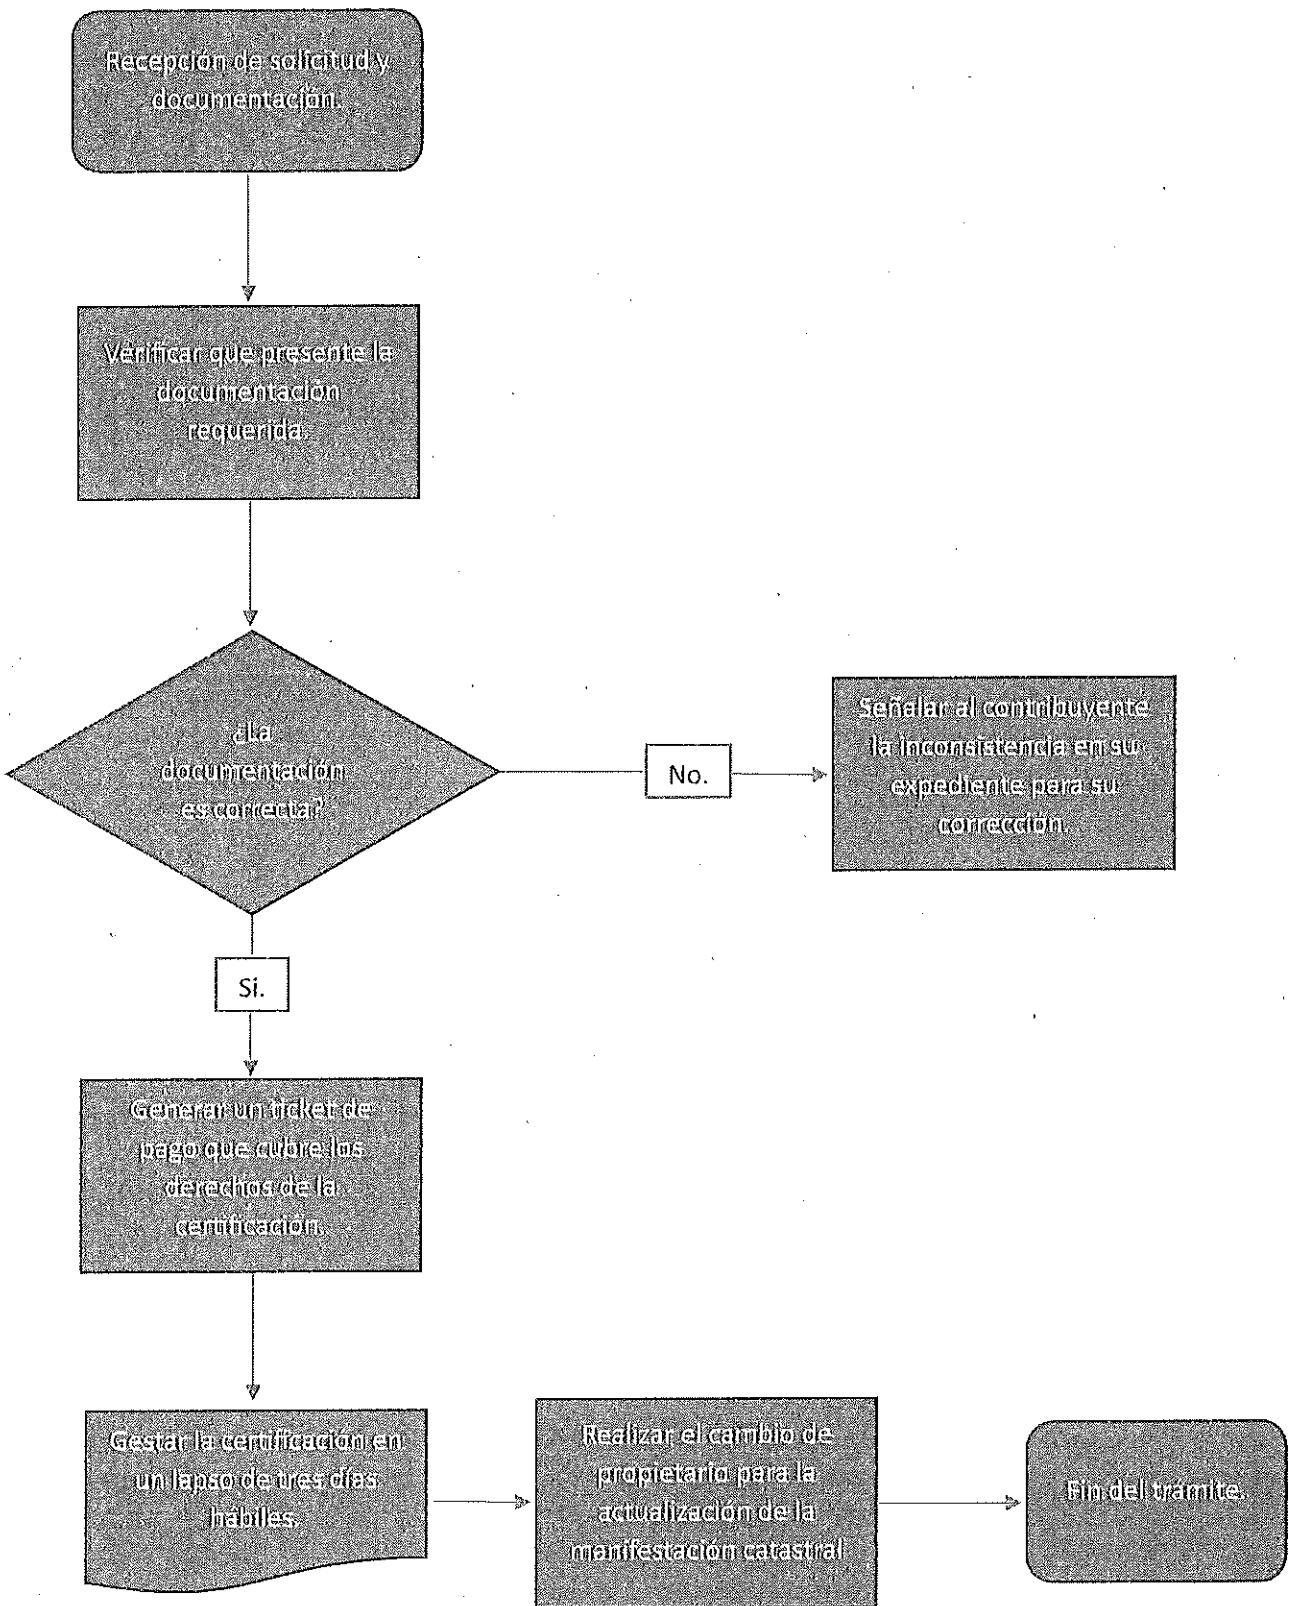 Recepción de solicitud y
documentación.
Verificar que presente la
documentación
requerida.
¿La
documentación
es correcta?
No.
Señalar al contribuyente
la inconsistencia en su
expediente para su
corrección.
Si.
Generar un ticket de
pago que cubre los
derechos de la
certificación.
Gestar la certificación en
un lapso de tres días
hábiles.
Realizar el cambio de
propietario para la
actualización de la
manifestación catastral
Fin del trámite.